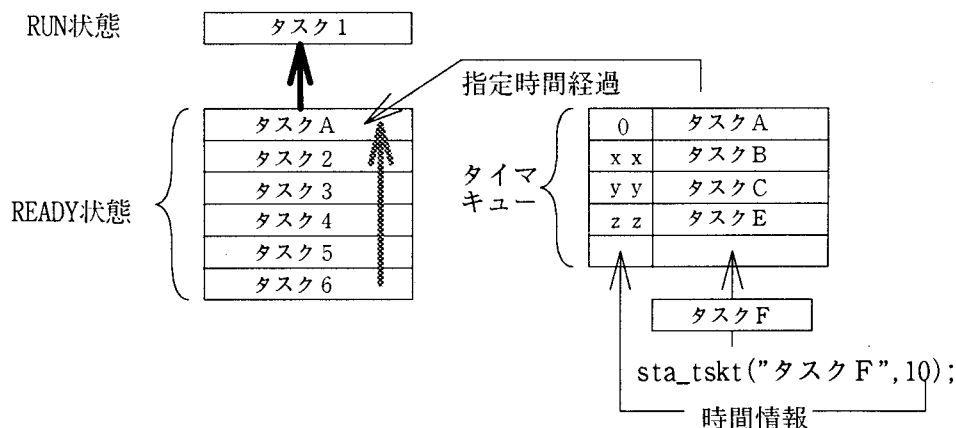 RUN状態
タスク1
指定時間経過
READY状態
タスクA
タスク2
タスク3
タスク4
タスク5
タスク6
タイマ
キュー
0 タスクA
x x タスクB
y y タスクC
z z タスクE
タスクF
sta_tskt("タスクF",10);
時間情報